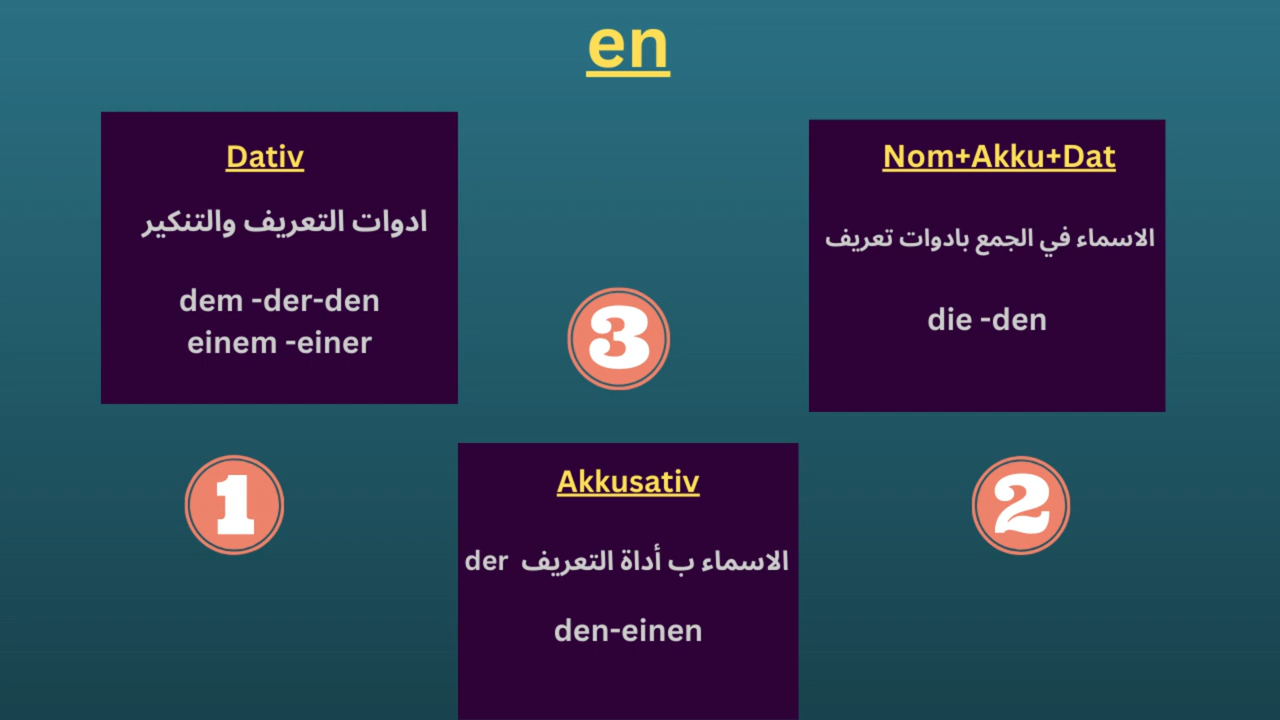 en
Dativ
ادوات التعريف والتنكير
dem -der-den
einem -einer
1
Nom+Akku+Dat
الاسماء في الجمع بادوات تعريف
die -den
2
3
Akkusativ
الاسماء ب أداة التعريف der
den-einen